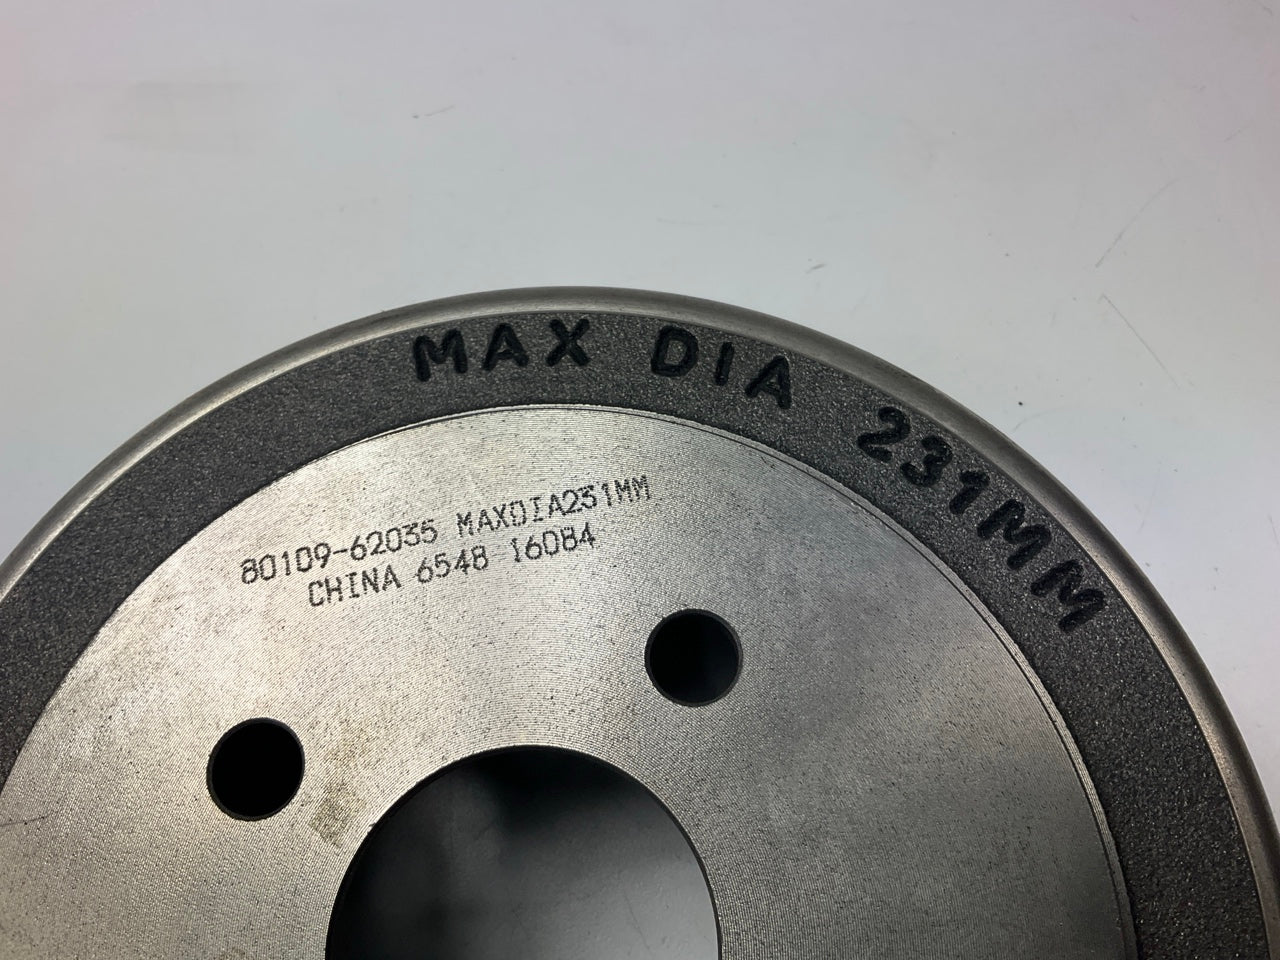 MAX DIA 231MM
80109-62035 MAXDIA231MM
CHINA 6548 16084